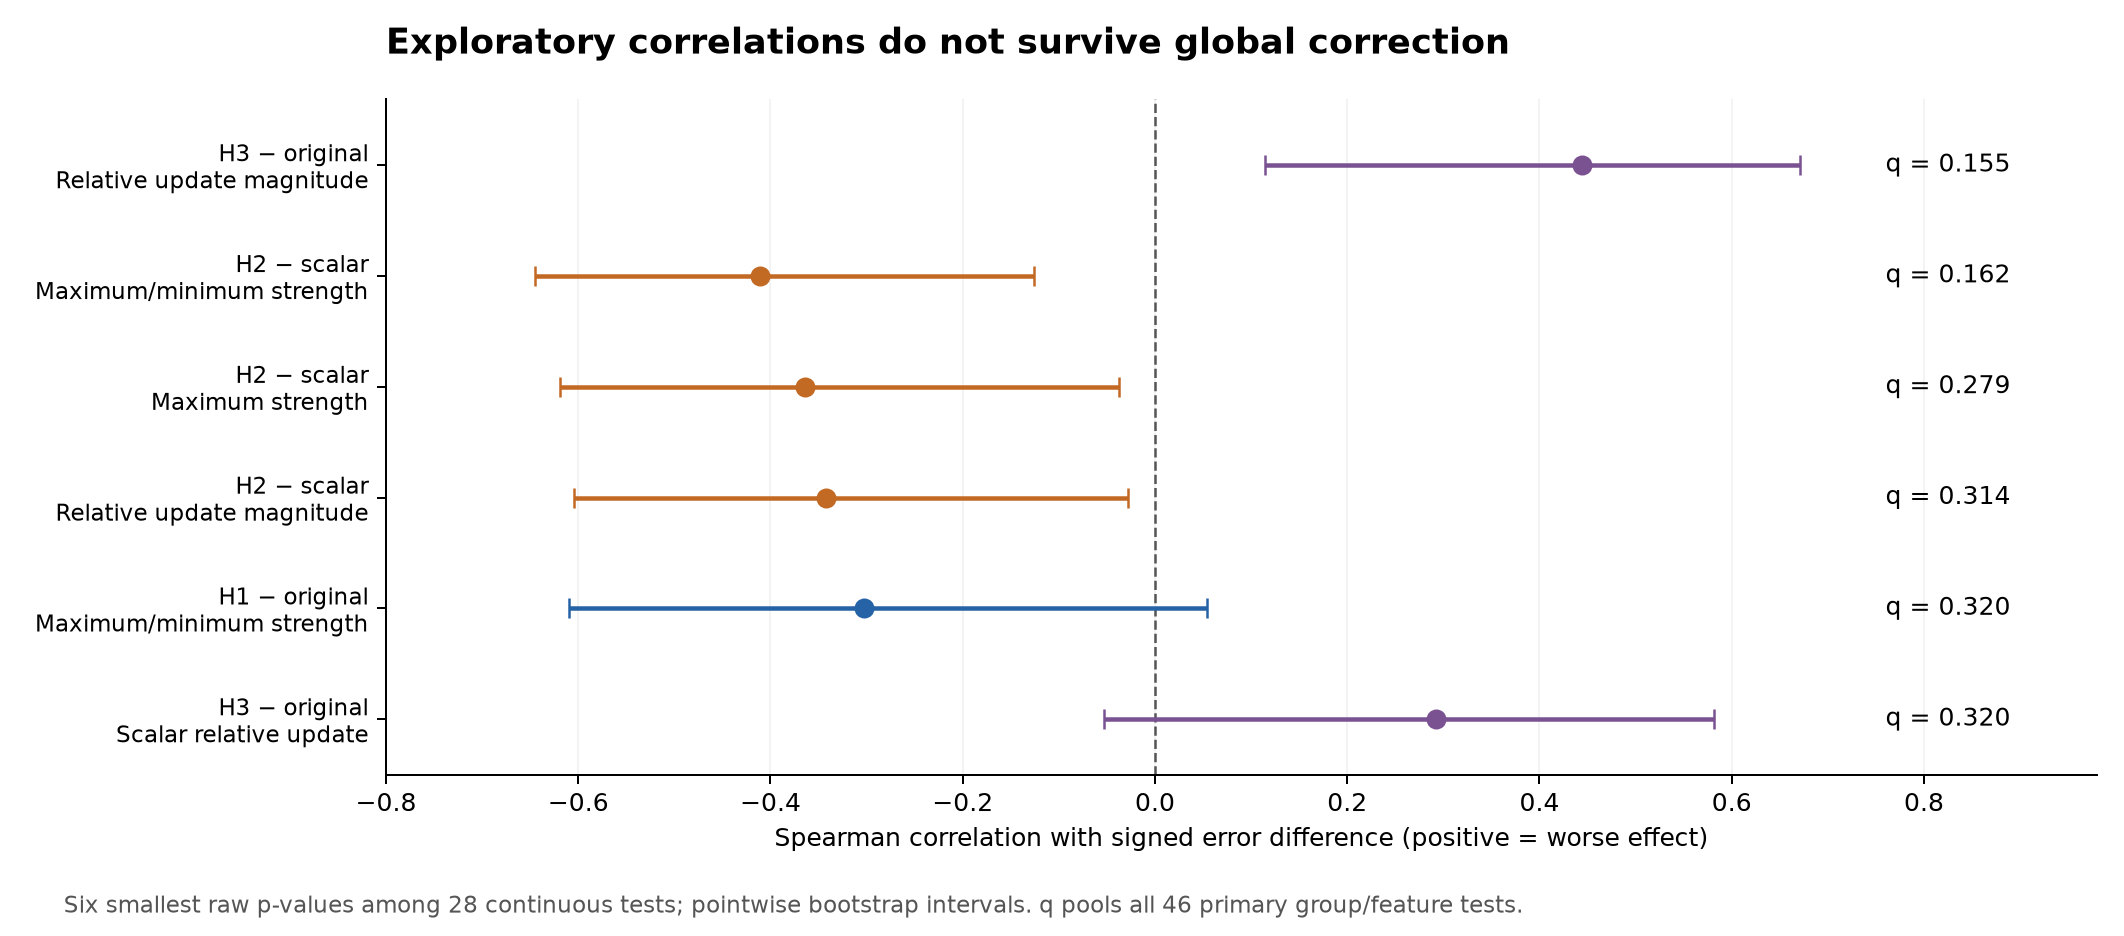 Exploratory correlations do not survive global correction
H3 − original
Relative update magnitude
q = 0.155
H2 − scalar
Maximum/minimum strength
q = 0.162
H2 − scalar
Maximum strength
q = 0.279
H2 − scalar
Relative update magnitude
q = 0.314
H1 − original
Maximum/minimum strength
q = 0.320
H3 − original
Scalar relative update
q = 0.320
−0.8 −0.6 −0.4 −0.2 0.0 0.2 0.4 0.6 0.8
Spearman correlation with signed error difference (positive = worse effect)
Six smallest raw p-values among 28 continuous tests; pointwise bootstrap intervals. q pools all 46 primary group/feature tests.